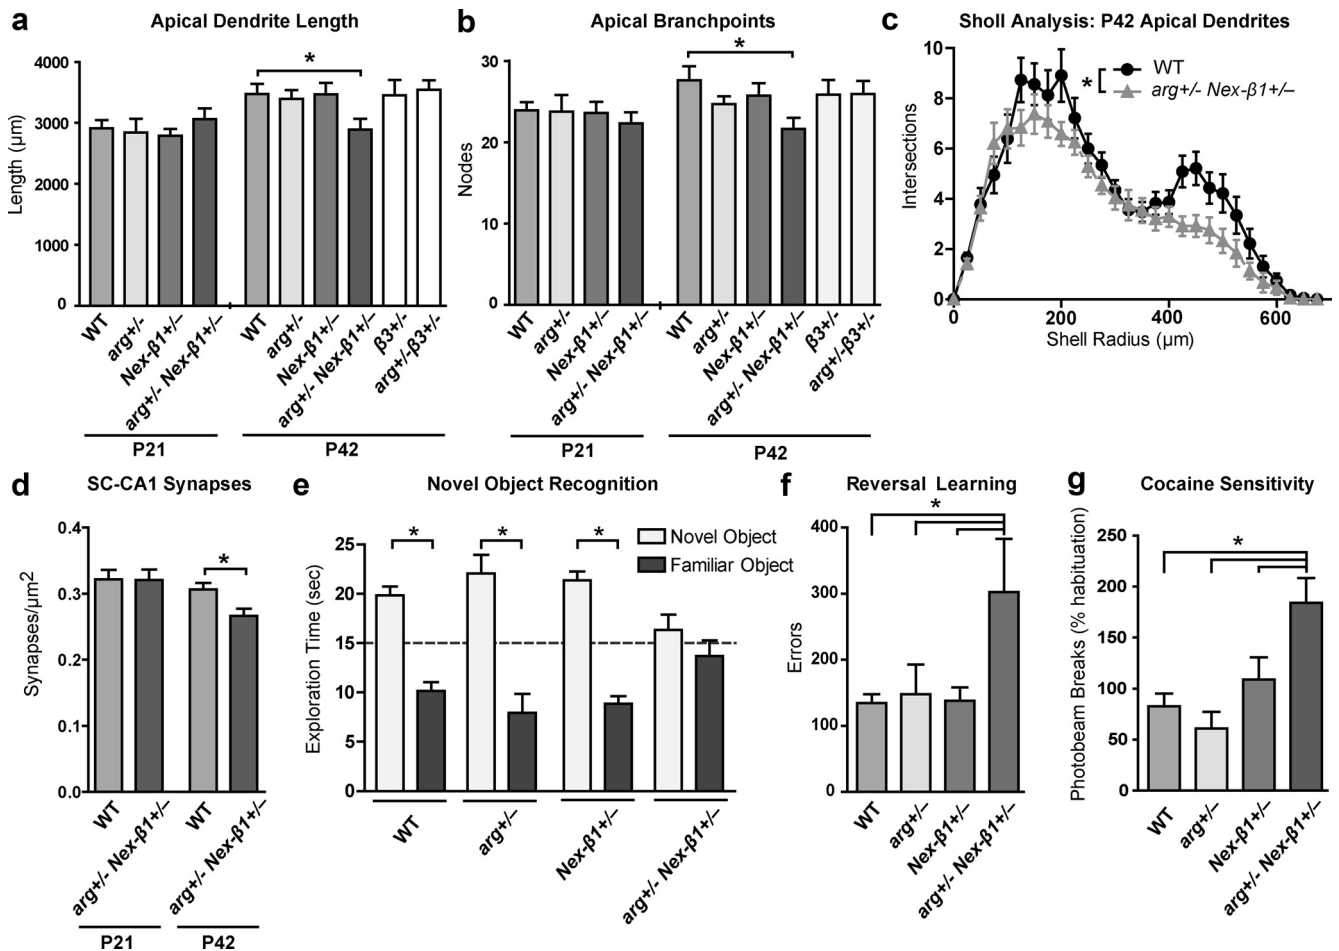 a
Apical Dendrite Length
4000
3000
2000
1000
0
Length (µm)
*
WT
arg+/-
Nex-β1+/–
arg+/- Nex-β1+/–
WT
arg+/-
Nex-β1+/–
arg+/- Nex-β1+/–
β3+/-
arg+/-β3+/-
P21
P42
b
Apical Branchpoints
30
20
10
0
Nodes
*
WT
arg+/-
Nex-β1+/–
arg+/- Nex-β1+/–
WT
arg+/-
Nex-β1+/–
arg+/- Nex-β1+/–
β3+/-
arg+/-β3+/-
P21
P42
c
Sholl Analysis: P42 Apical Dendrites
10
8
6
4
2
0
Intersections
*
WT
arg+/- Nex-β1+/–
0
200
400
600
Shell Radius (µm)
d
SC-CA1 Synapses
0.4
0.3
0.2
0.1
0.0
Synapses/µm2
*
WT
arg+/- Nex-β1+/–
WT
arg+/- Nex-β1+/–
P21
P42
e
Novel Object Recognition
25
20
15
10
5
0
Exploration Time (sec)
*
*
*
Novel Object
Familiar Object
WT
arg+/–
Nex-β1+/–
arg+/- Nex-β1+/–
f
Reversal Learning
400
300
200
100
0
Errors
*
WT
arg+/–
Nex-β1+/–
arg+/- Nex-β1+/–
g
Cocaine Sensitivity
250
200
150
100
50
0
Photobeam Breaks (% habituation)
*
WT
arg+/–
Nex-β1+/–
arg+/- Nex-β1+/–